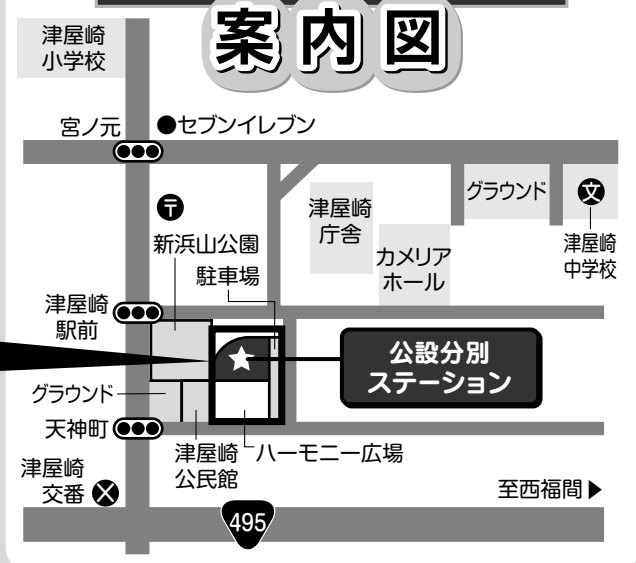 案内図
津屋崎
小学校
宮ノ元
●セブンイレブン
〒
新浜山公園
駐車場
津屋崎
庁舎
カメリア
ホール
グラウンド
文
津屋崎
中学校
津屋崎
駅前
公設分別
ステーション
グラウンド
天神町
津屋崎
公民館
ハーモニー広場
津屋崎
交番
至西福間▶
495